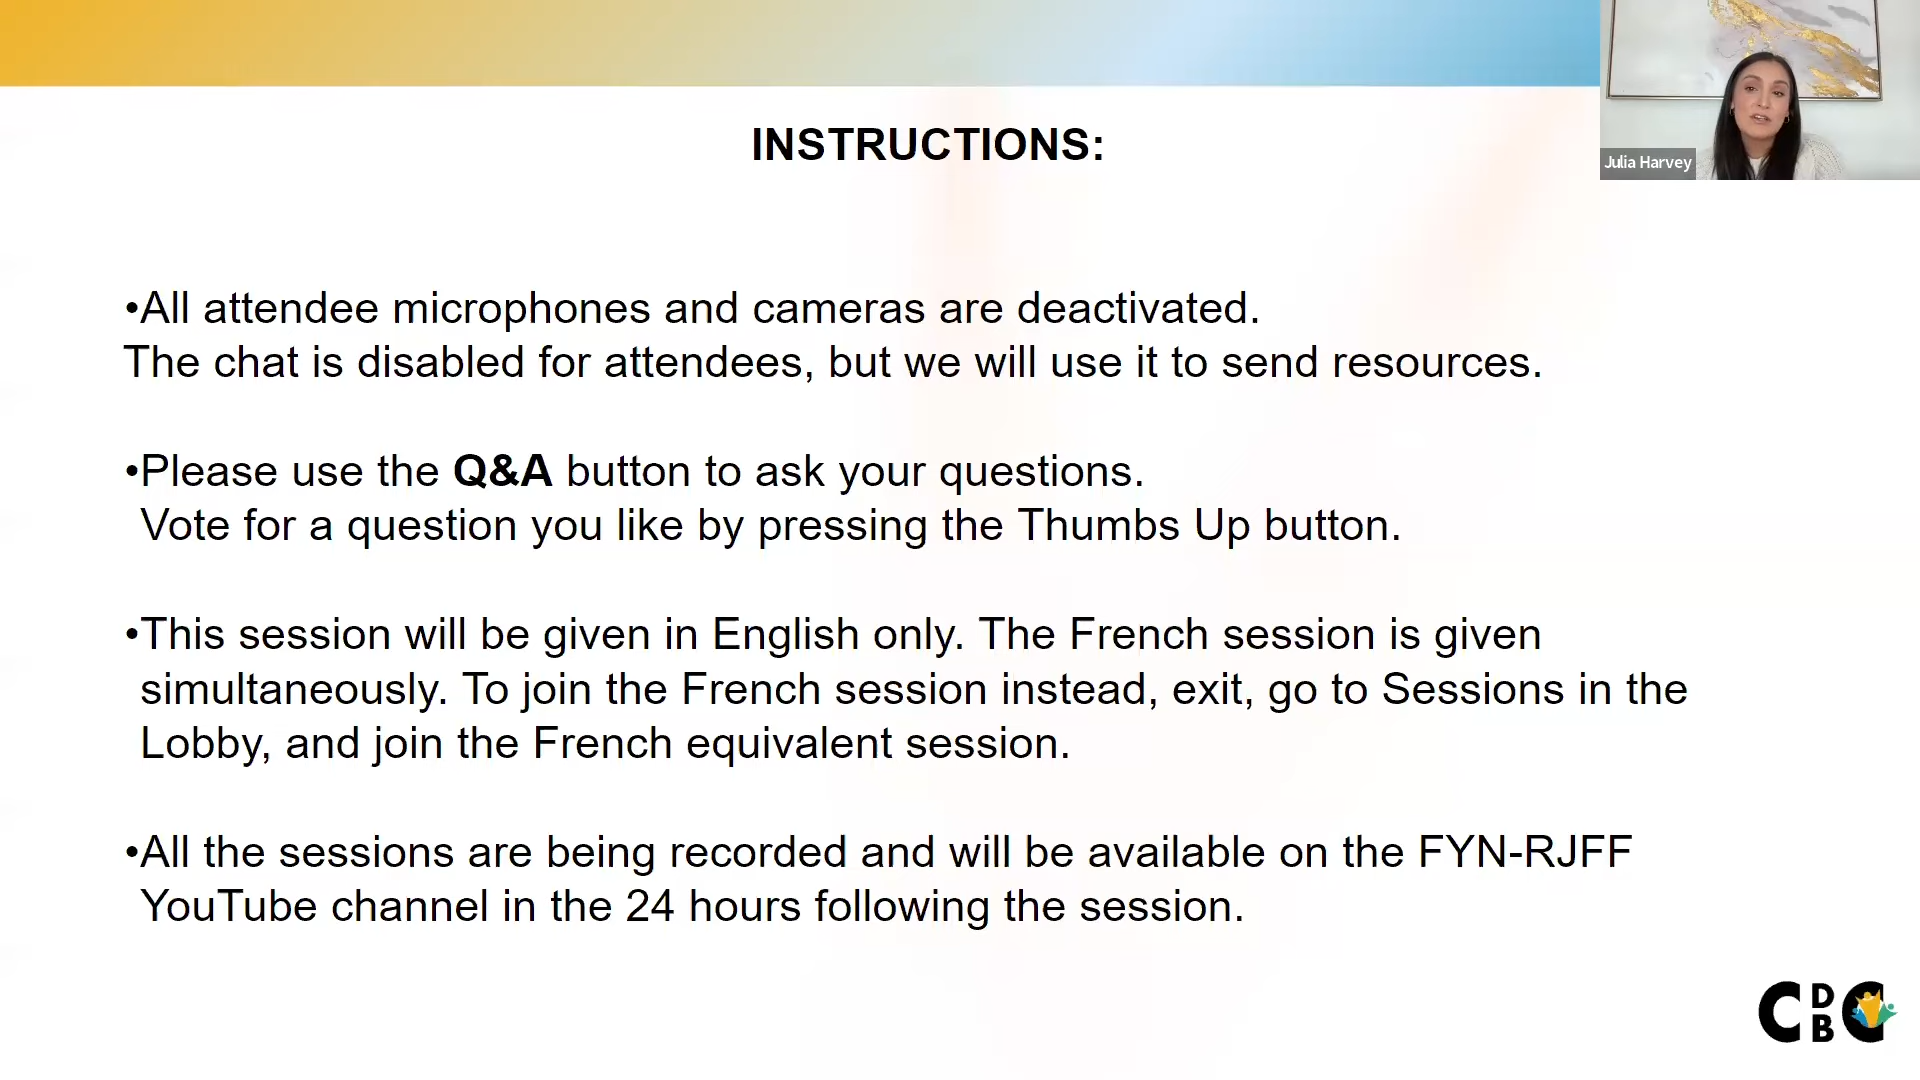 INSTRUCTIONS:
Julia Harvey
•All attendee microphones and cameras are deactivated.
The chat is disabled for attendees, but we will use it to send resources.
•Please use the Q&A button to ask your questions.
Vote for a question you like by pressing the Thumbs Up button.
•This session will be given in English only. The French session is given
simultaneously. To join the French session instead, exit, go to Sessions in the
Lobby, and join the French equivalent session.
•All the sessions are being recorded and will be available on the FYN-RJFF
YouTube channel in the 24 hours following the session.
CDBC